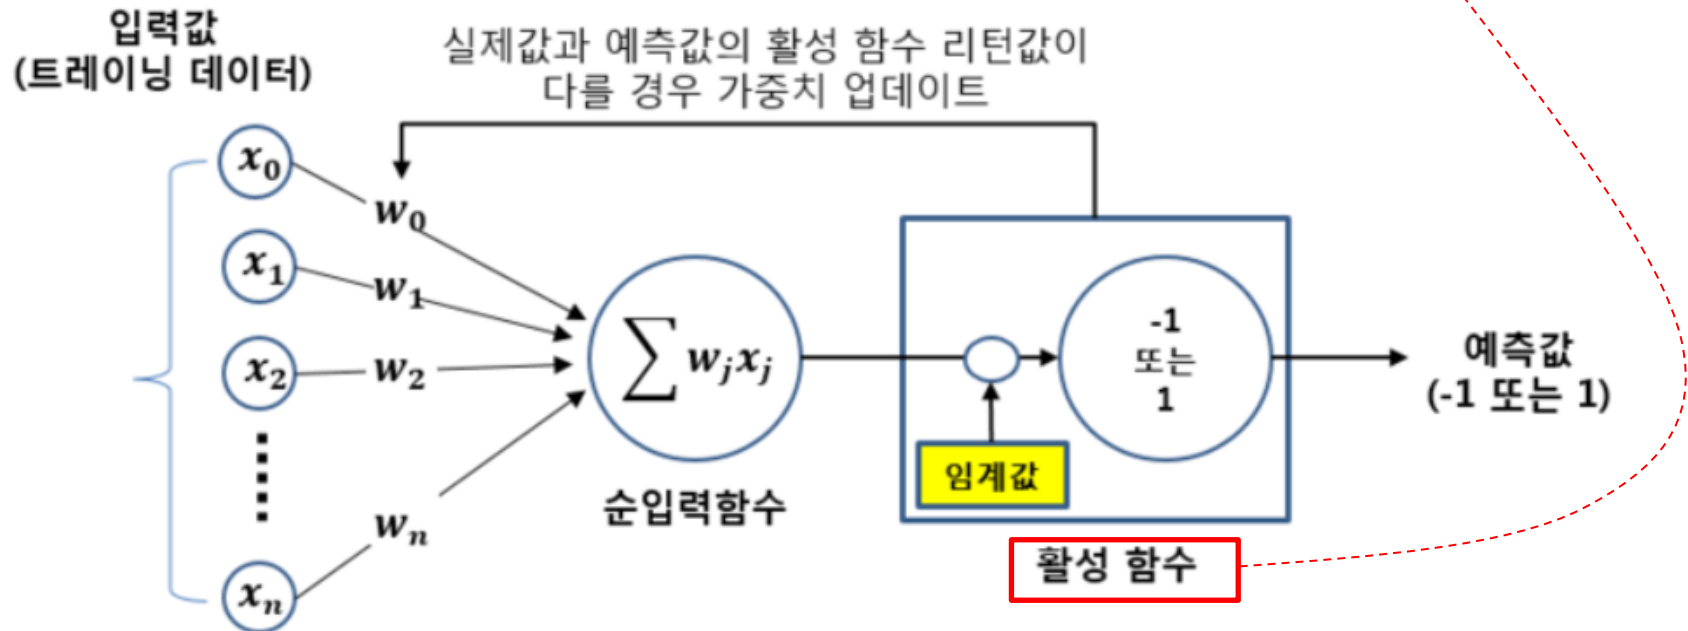 입력값
(트레이닝 데이터)
실제값과 예측값의 활성 함수 리턴값이
다를 경우 가중치 업데이트
x₀
w₀
x₁
w₁
x₂
w₂
xₙ
wₙ
∑ wⱼxⱼ
순입력함수
-1
또는
1
임계값
활성 함수
예측값
(-1 또는 1)